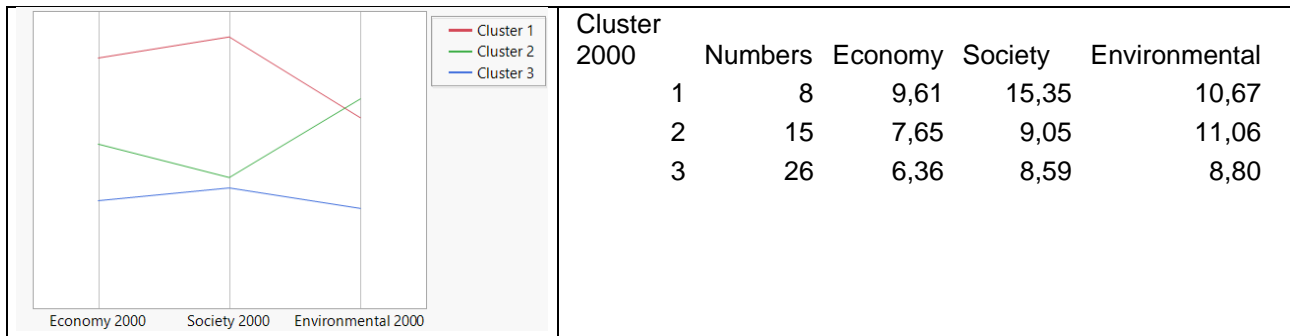 Cluster 1
Cluster 2
Cluster 3
Economy 2000 Society 2000 Environmental 2000
Cluster
2000 Numbers Economy Society Environmental
1 8 9,61 15,35 10,67
2 15 7,65 9,05 11,06
3 26 6,36 8,59 8,80